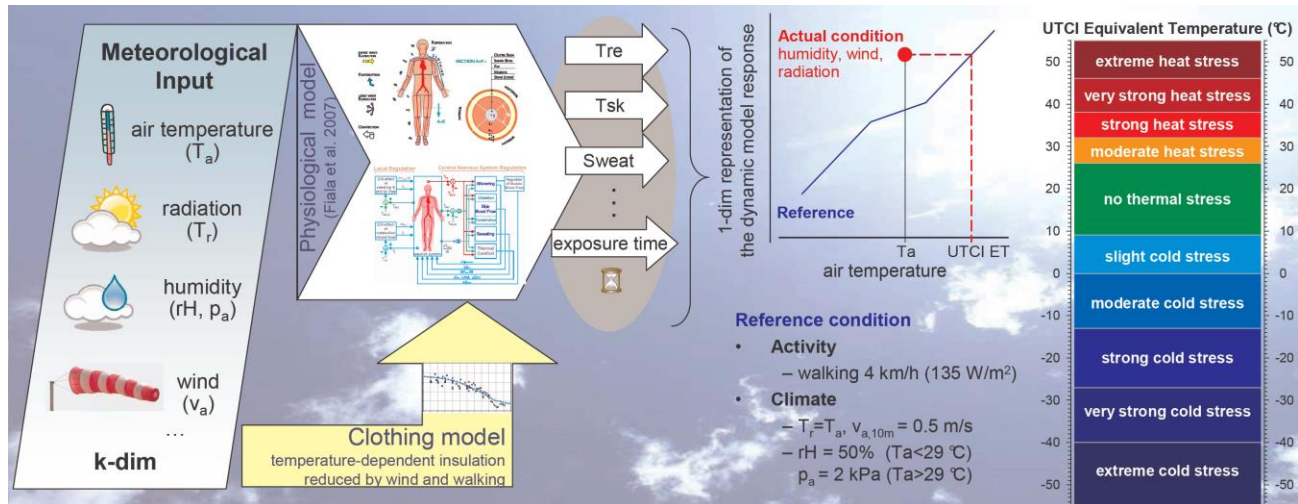 Meteorological
Input
air temperature
(Ta)
radiation
(Tr)
humidity
(rH, pa)
wind
(va)
...
k-dim
Physiological model
(Fiala et al. 2007)
Clothing model
temperature-dependent insulation
reduced by wind and walking
Tre
Tsk
Sweat
exposure time
1-dim representation of
the dynamic model response
Actual condition
humidity, wind,
radiation
Reference
Ta
UTCI ET
air temperature
Reference condition
• Activity
– walking 4 km/h (135 W/m²)
• Climate
– Tr=Ta, va,10m = 0.5 m/s
– rH = 50% (Ta<29 °C)
pa = 2 kPa (Ta>29 °C)
UTCI Equivalent Temperature (°C)
50 extreme heat stress 50
very strong heat stress
40 40
strong heat stress
30 moderate heat stress 30
20 no thermal stress 20
10 10
slight cold stress
0 0
moderate cold stress
-10 -10
-20 strong cold stress -20
-30 very strong cold stress -30
-40 -40
extreme cold stress
-50 -50